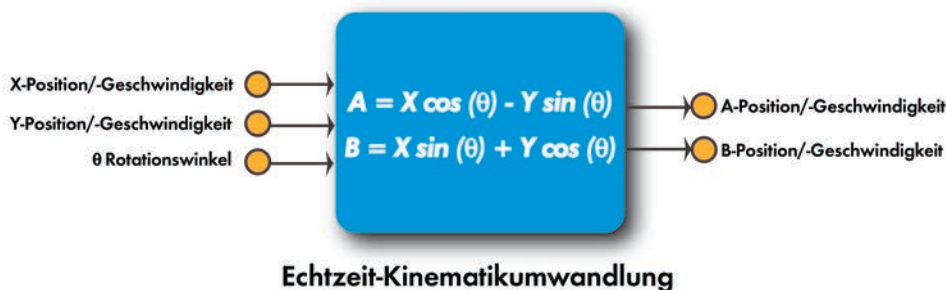 X-Position/-Geschwindigkeit
Y-Position/-Geschwindigkeit
θ Rotationswinkel
A = X cos (θ) - Y sin (θ)
B = X sin (θ) + Y cos (θ)
A-Position/-Geschwindigkeit
B-Position/-Geschwindigkeit
Echtzeit-Kinematikumwandlung